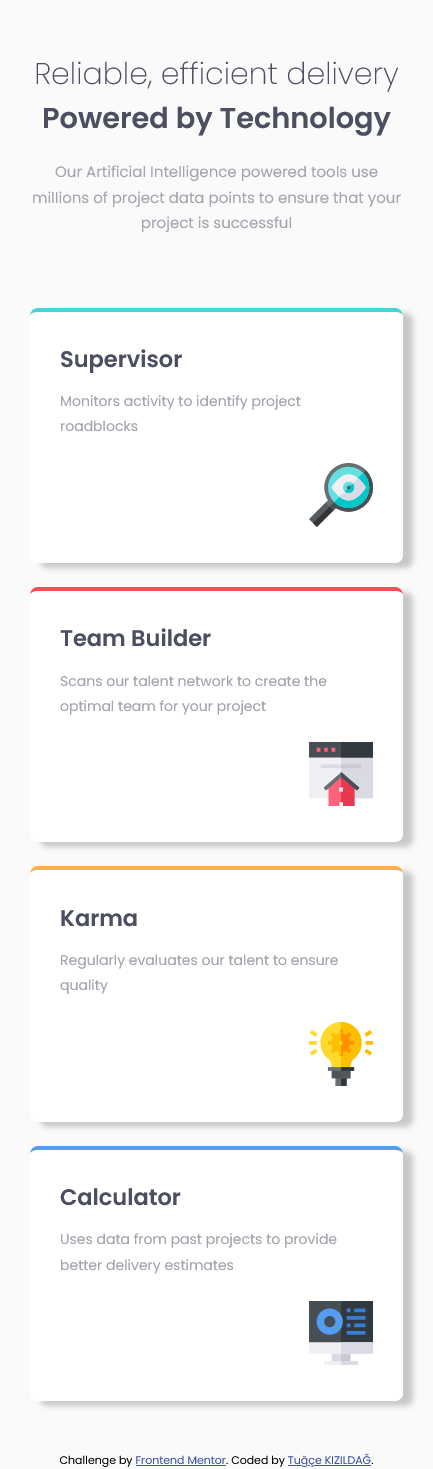 Reliable, efficient delivery
Powered by Technology
Our Artificial Intelligence powered tools use
millions of project data points to ensure that your
project is successful
Supervisor
Monitors activity to identify project
roadblocks
Team Builder
Scans our talent network to create the
optimal team for your project
Karma
Regularly evaluates our talent to ensure
quality
Calculator
Uses data from past projects to provide
better delivery estimates
Challenge by Frontend Mentor. Coded by Tuğçe KIZILDAĞ.